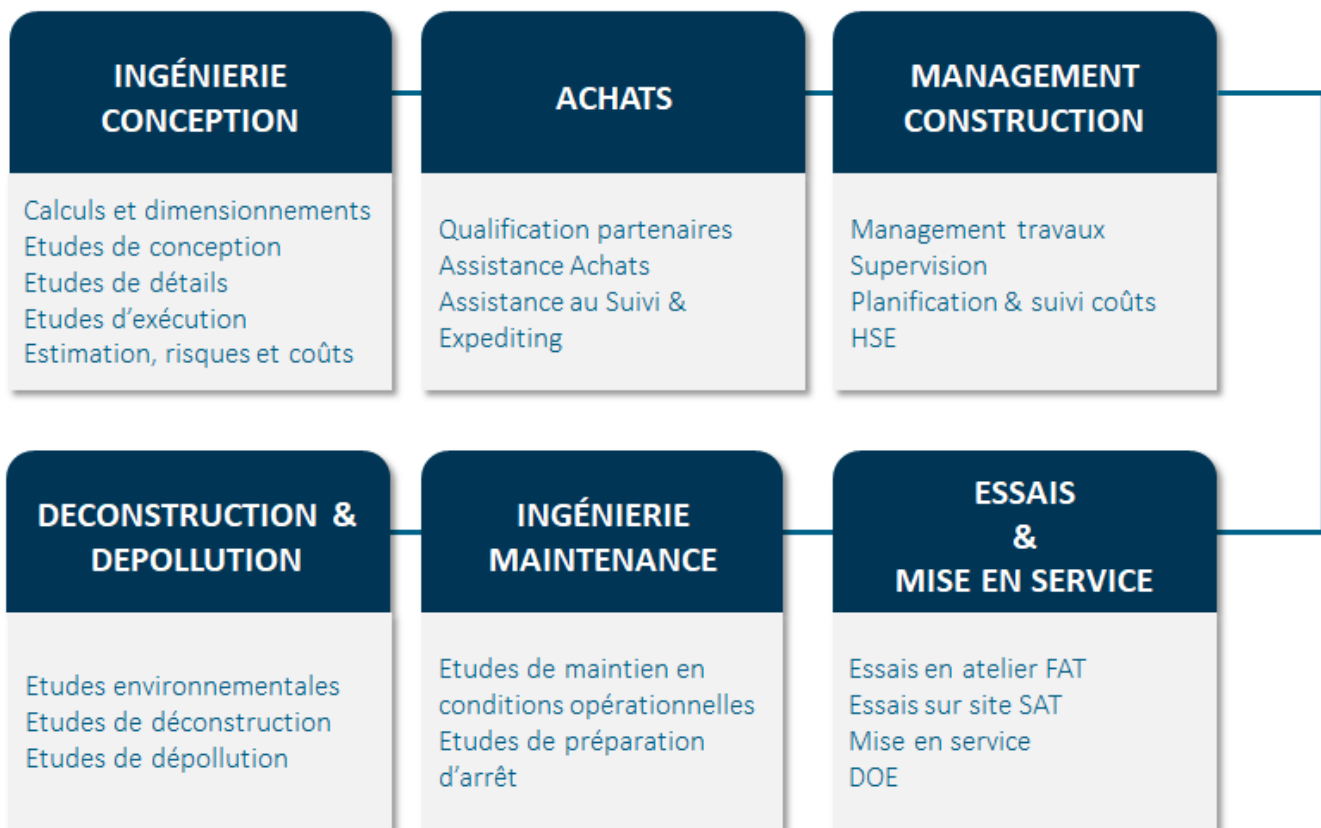 INGÉNIERIE
CONCEPTION
Calculs et dimensionnements
Etudes de conception
Etudes de détails
Etudes d’exécution
Estimation, risques et coûts
ACHATS
Qualification partenaires
Assistance Achats
Assistance au Suivi &
Expediting
MANAGEMENT
CONSTRUCTION
Management travaux
Supervision
Planification & suivi coûts
HSE
DECONSTRUCTION &
DEPOLLUTION
Etudes environnementales
Etudes de déconstruction
Etudes de dépollution
INGÉNIERIE
MAINTENANCE
Etudes de maintien en
conditions opérationnelles
Etudes de préparation
d’arrêt
ESSAIS
&
MISE EN SERVICE
Essais en atelier FAT
Essais sur site SAT
Mise en service
DOE